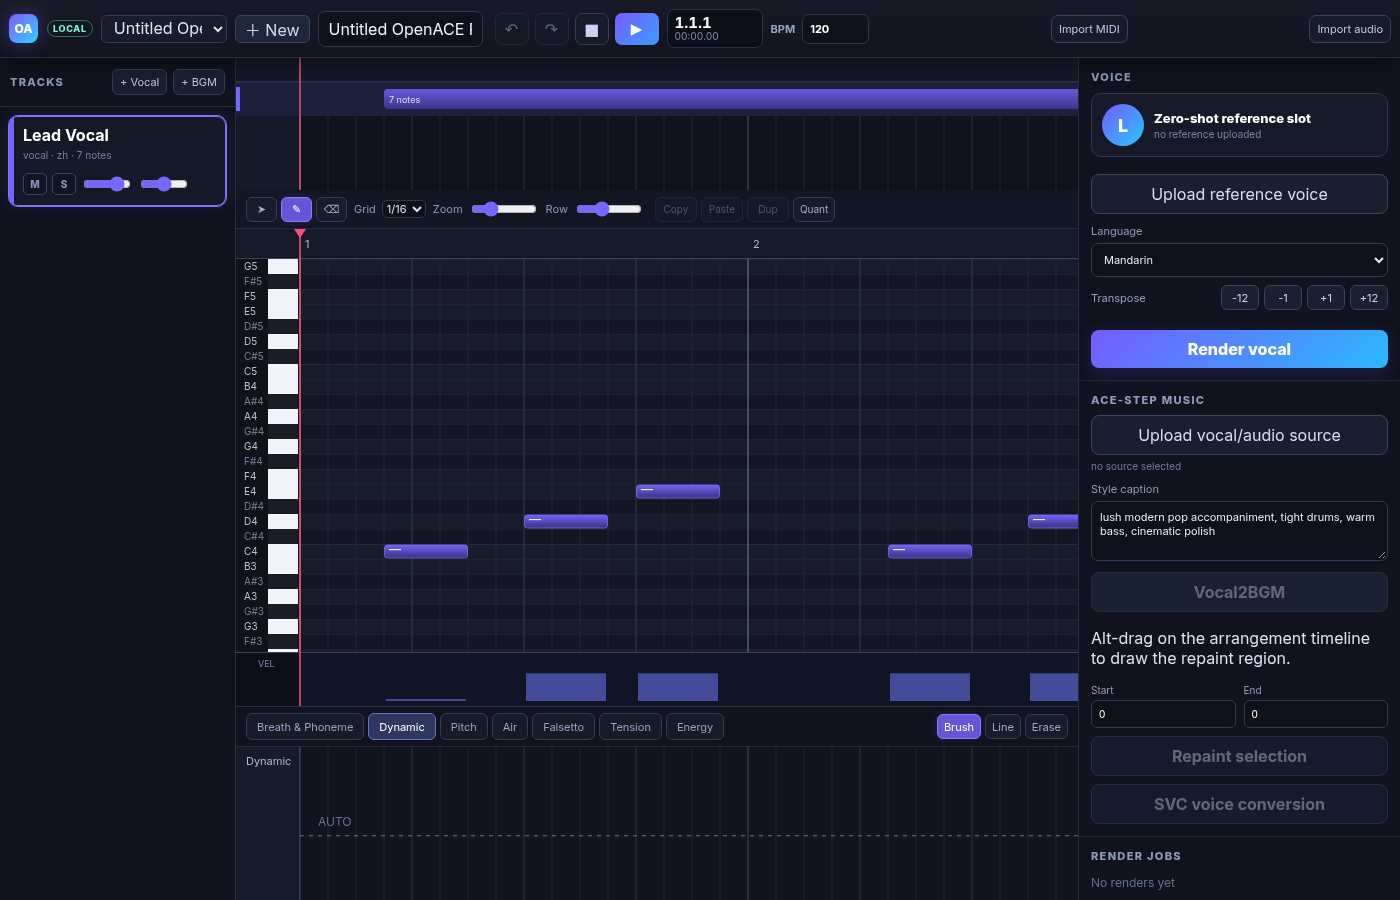 OA LOCAL Untitled Ope + New Untitled OpenACE 1.1.1 BPM 120 Import MIDI Import audio
00:00.00
TRACKS + Vocal + BGM
Lead Vocal
vocal · zh · 7 notes
M S
7 notes
Grid 1/16 Zoom Row Copy Paste Dup Quant
1 2
G5
F#5
F5
E5
D#5
D5
C#5
C5
B4
A#4
A4
G#4
G4
F#4
F4
E4
D#4
D4
C#4
C4
B3
A#3
A3
G#3
G3
F#3
VEL
Breath & Phoneme Dynamic Pitch Air Falsetto Tension Energy Brush Line Erase
Dynamic
AUTO
VOICE
L
Zero-shot reference slot
no reference uploaded
Upload reference voice
Language
Mandarin
Transpose -12 -1 +1 +12
Render vocal
ACE-STEP MUSIC
Upload vocal/audio source
no source selected
Style caption
lush modern pop accompaniment, tight drums, warm
bass, cinematic polish
Vocal2BGM
Alt-drag on the arrangement timeline
to draw the repaint region.
Start End
0 0
Repaint selection
SVC voice conversion
RENDER JOBS
No renders yet